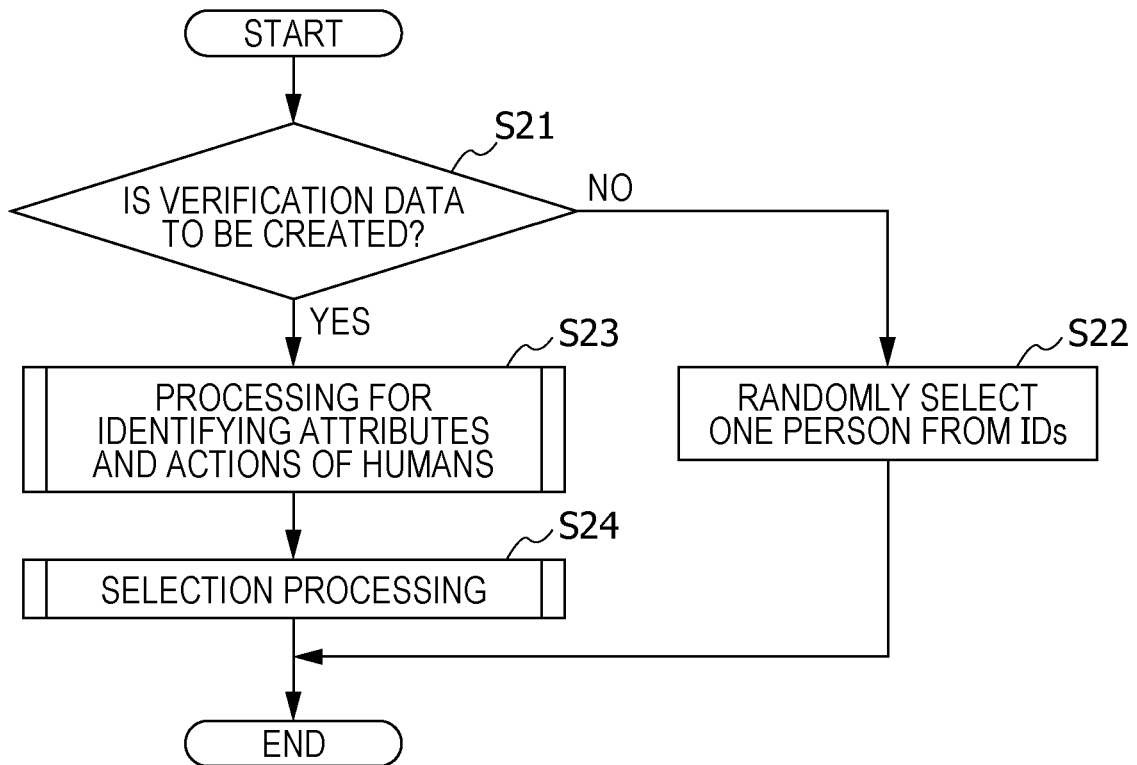 START
S21
IS VERIFICATION DATA
TO BE CREATED?
NO
YES
S23
PROCESSING FOR
IDENTIFYING ATTRIBUTES
AND ACTIONS OF HUMANS
S22
RANDOMLY SELECT
ONE PERSON FROM IDs
S24
SELECTION PROCESSING
END